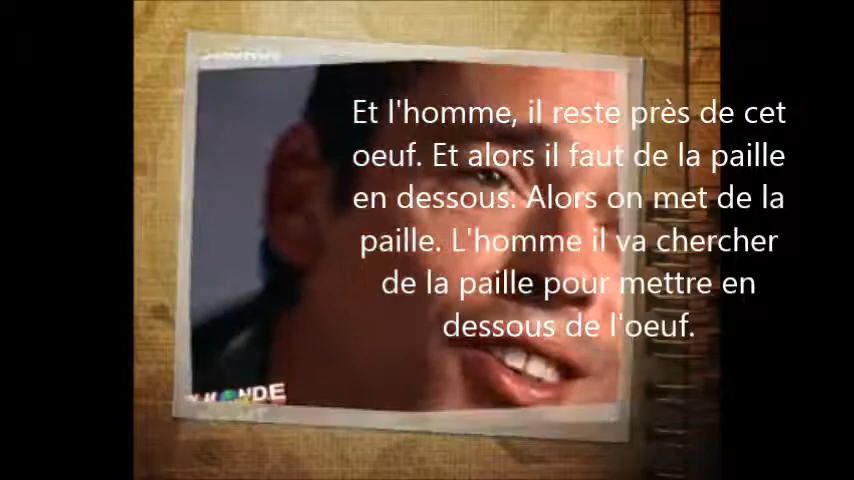 Et l'homme, il reste près de cet
oeuf. Et alors il faut de la paille
en dessous. Alors on met de la
paille. L'homme il va chercher
de la paille pour mettre en
dessous de l'oeuf.